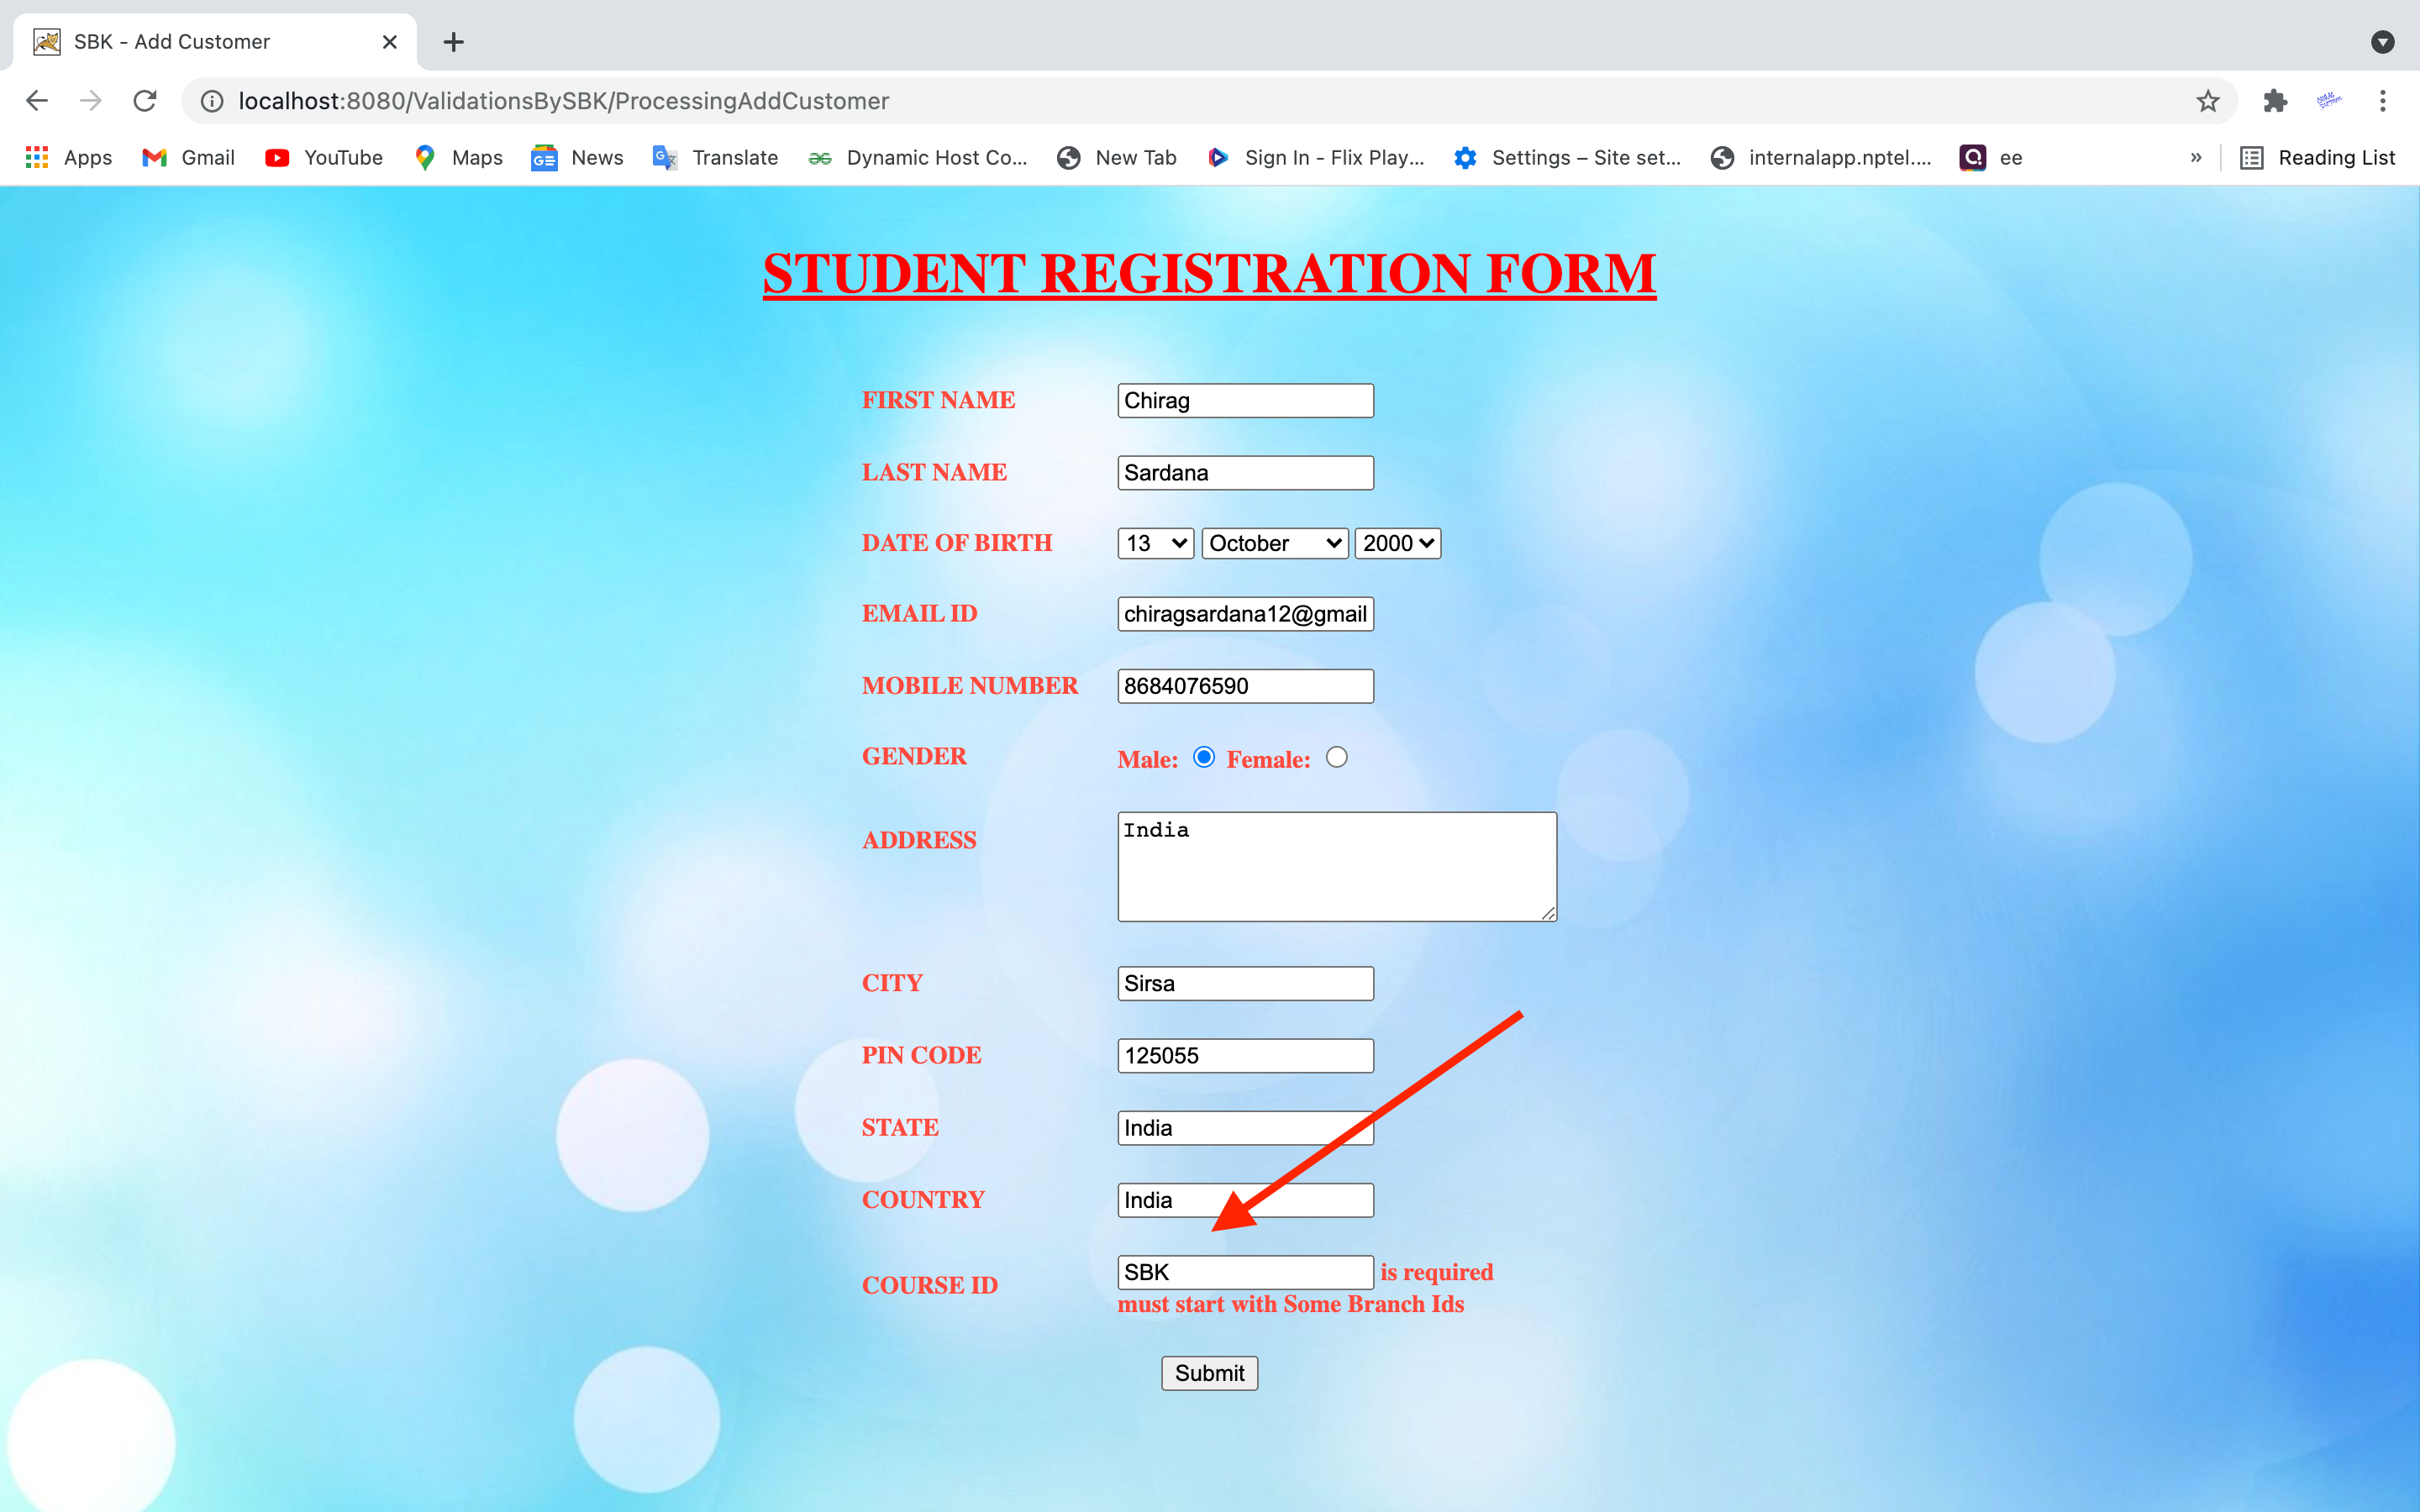 SBK - Add Customer
localhost:8080/ValidationsBySBK/ProcessingAddCustomer
Apps Gmail YouTube Maps News Translate Dynamic Host Co... New Tab Sign In - Flix Play... Settings – Site set... internalapp.nptel.... ee » Reading List
STUDENT REGISTRATION FORM
FIRST NAME Chirag
LAST NAME Sardana
DATE OF BIRTH 13 October 2000
EMAIL ID chiragsardana12@gmail
MOBILE NUMBER 8684076590
GENDER Male: Female:
ADDRESS India
CITY Sirsa
PIN CODE 125055
STATE India
COUNTRY India
COURSE ID SBK is required
must start with Some Branch Ids
Submit